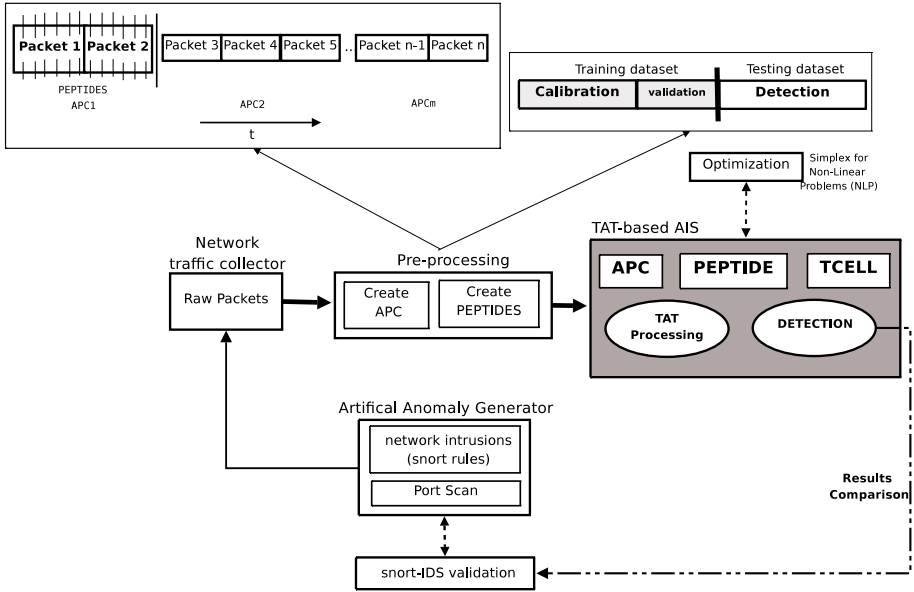 Packet 1 Packet 2 Packet 3 Packet 4 Packet 5 .. Packet n-1 Packet n
PEPTIDES
APC1
APC2
APCm
t
Training dataset Testing dataset
Calibration validation Detection
Optimization
Simplex for
Non-Linear
Problems (NLP)
TAT-based AIS
APC PEPTIDE TCELL
TAT
Processing
DETECTION
Network
traffic collector
Raw Packets
Pre-processing
Create
APC
Create
PEPTIDES
Artifical Anomaly Generator
network intrusions
(snort rules)
Port Scan
Results
Comparison
snort-IDS validation